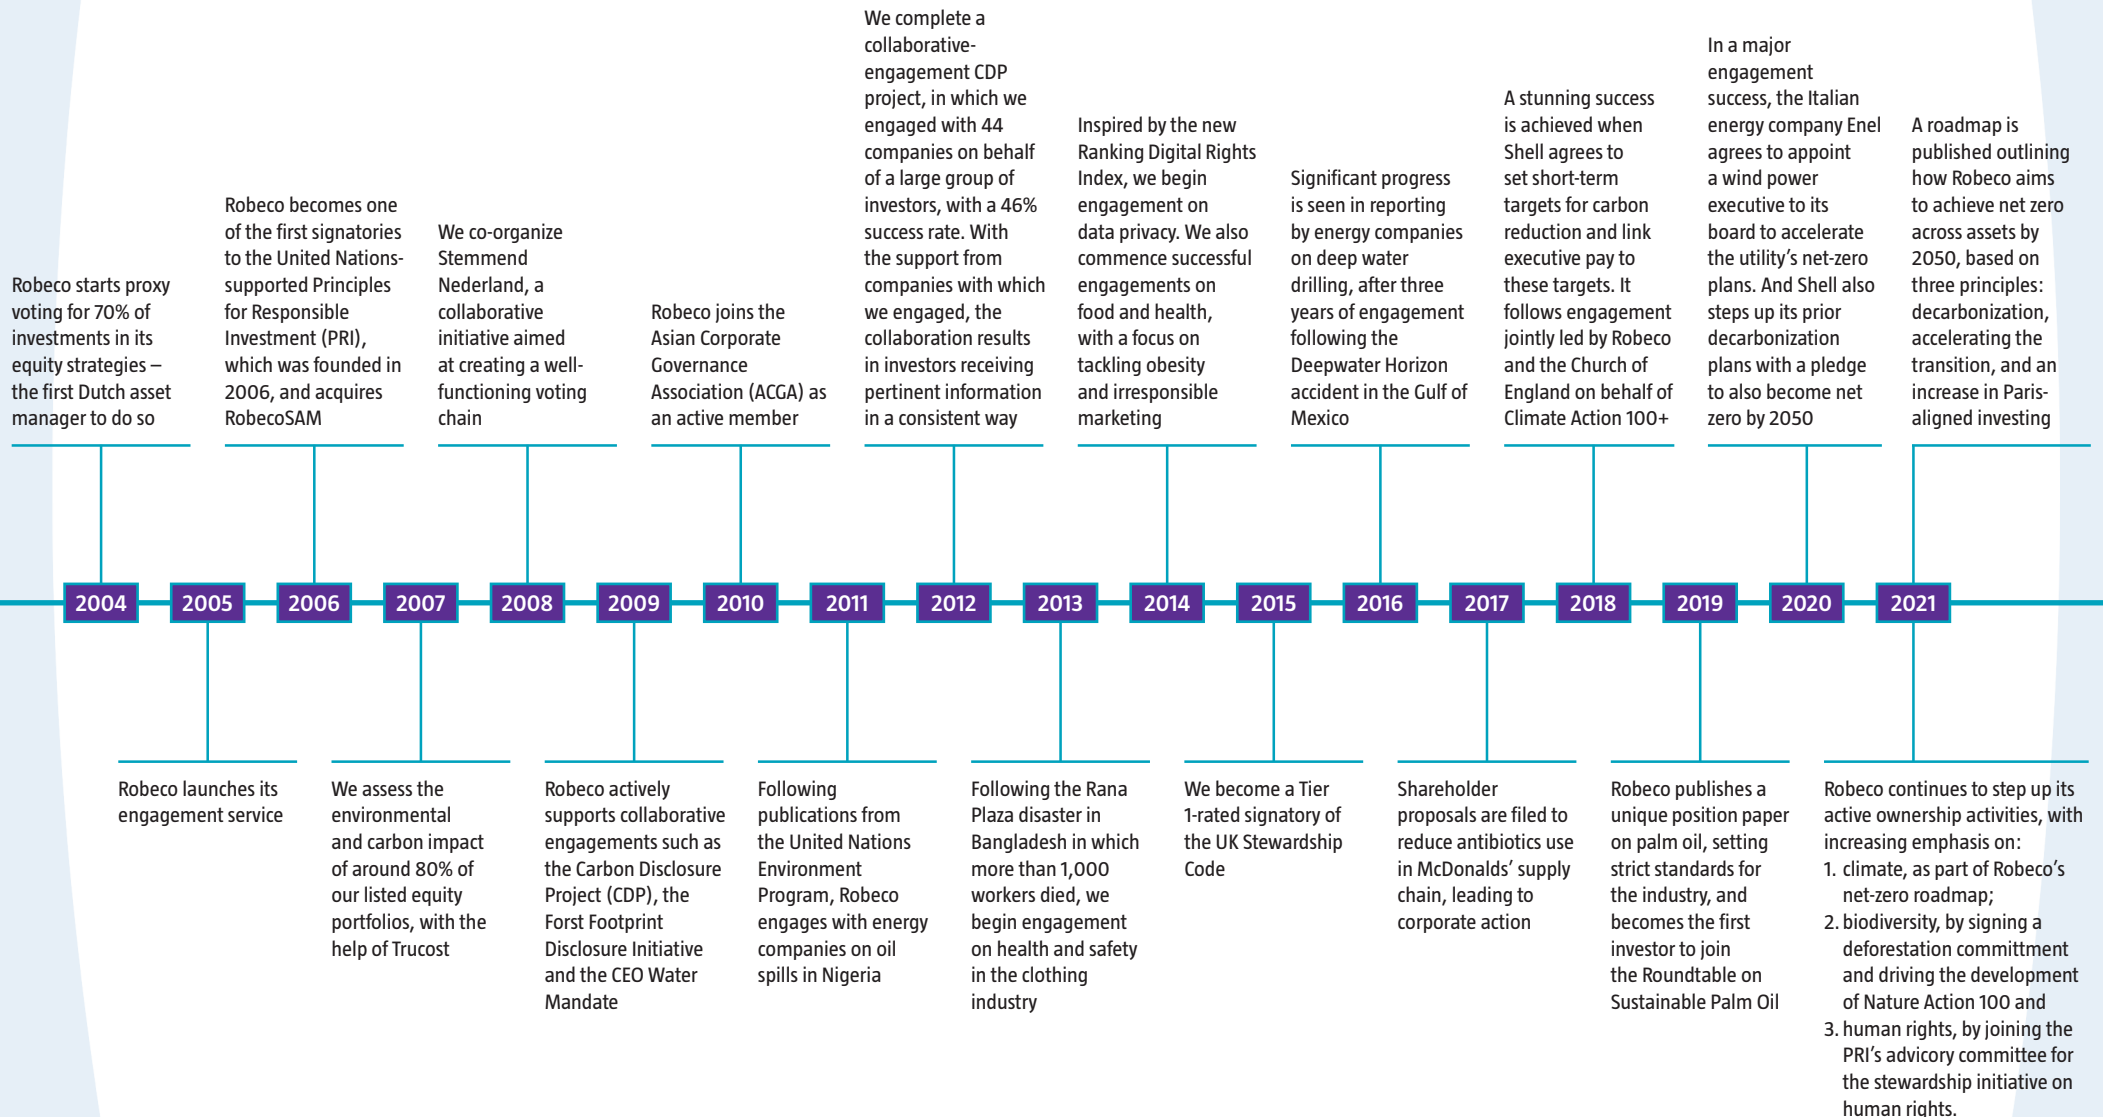 Robeco starts proxy
voting for 70% of
investments in its
equity strategies –
the first Dutch asset
manager to do so
Robeco becomes one
of the first signatories
to the United Nations-
supported Principles
for Responsible
Investment (PRI),
which was founded in
2006, and acquires
RobecoSAM
We co-organize
Stemmend
Nederland, a
collaborative
initiative aimed
at creating a well-
functioning voting
chain
Robeco joins the
Asian Corporate
Governance
Association (ACGA) as
an active member
We complete a
collaborative-
engagement CDP
project, in which we
engaged with 44
companies on behalf
of a large group of
investors, with a 46%
success rate. With
the support from
companies with which
we engaged, the
collaboration results
in investors receiving
pertinent information
in a consistent way
Inspired by the new
Ranking Digital Rights
Index, we begin
engagement on
data privacy. We also
commence successful
engagements on
food and health,
with a focus on
tackling obesity
and irresponsible
marketing
Significant progress
is seen in reporting
by energy companies
on deep water
drilling, after three
years of engagement
following the
Deepwater Horizon
accident in the Gulf of
Mexico
A stunning success
is achieved when
Shell agrees to
set short-term
targets for carbon
reduction and link
executive pay to
these targets. It
follows engagement
jointly led by Robeco
and the Church of
England on behalf of
Climate Action 100+
In a major
engagement
success, the Italian
energy company Enel
agrees to appoint
a wind power
executive to its
board to accelerate
the utility's net-zero
plans. And Shell also
steps up its prior
decarbonization
plans with a pledge
to also become net
zero by 2050
A roadmap is
published outlining
how Robeco aims
to achieve net zero
across assets by
2050, based on
three principles:
decarbonization,
accelerating the
transition, and an
increase in Paris-
aligned investing
2004 2005 2006 2007 2008 2009 2010 2011 2012 2013 2014 2015 2016 2017 2018 2019 2020 2021
Robeco launches its
engagement service
We assess the
environmental
and carbon impact
of around 80% of
our listed equity
portfolios, with the
help of Trucost
Robeco actively
supports collaborative
engagements such as
the Carbon Disclosure
Project (CDP), the
Forst Footprint
Disclosure Initiative
and the CEO Water
Mandate
Following
publications from
the United Nations
Environment
Program, Robeco
engages with energy
companies on oil
spills in Nigeria
Following the Rana
Plaza disaster in
Bangladesh in which
more than 1,000
workers died, we
begin engagement
on health and safety
in the clothing
industry
We become a Tier
1-rated signatory of
the UK Stewardship
Code
Shareholder
proposals are filed to
reduce antibiotics use
in McDonalds' supply
chain, leading to
corporate action
Robeco publishes a
unique position paper
on palm oil, setting
strict standards for
the industry, and
becomes the first
investor to join
the Roundtable on
Sustainable Palm Oil
Robeco continues to step up its
active ownership activities, with
increasing emphasis on:
1. climate, as part of Robeco's
net-zero roadmap;
2. biodiversity, by signing a
deforestation committment
and driving the development
of Nature Action 100 and
3. human rights, by joining the
PRI's advicory committee for
the stewardship initiative on
human rights.